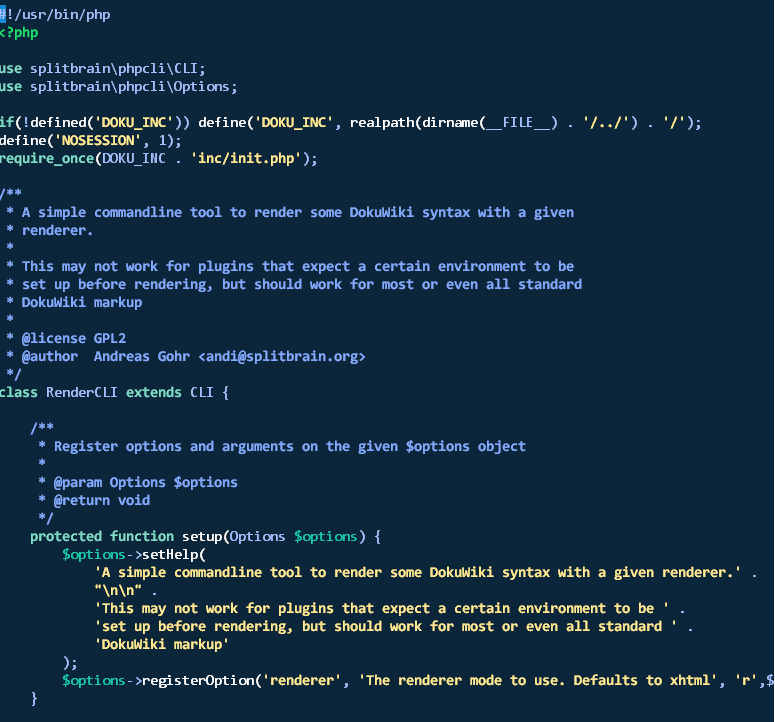 #!/usr/bin/php
<?php

use splitbrain\phpcli\CLI;
use splitbrain\phpcli\Options;

if(!defined('DOKU_INC')) define('DOKU_INC', realpath(dirname(__FILE__) . '/../') . '/');
define('NOSESSION', 1);
require_once(DOKU_INC . 'inc/init.php');

/**
 * A simple commandline tool to render some DokuWiki syntax with a given
 * renderer.
 *
 * This may not work for plugins that expect a certain environment to be
 * set up before rendering, but should work for most or even all standard
 * DokuWiki markup
 *
 * @license GPL2
 * @author  Andreas Gohr <andi@splitbrain.org>
 */
class RenderCLI extends CLI {

    /**
     * Register options and arguments on the given $options object
     *
     * @param Options $options
     * @return void
     */
    protected function setup(Options $options) {
        $options->setHelp(
            'A simple commandline tool to render some DokuWiki syntax with a given renderer.' .
            "\n\n" .
            'This may not work for plugins that expect a certain environment to be ' .
            'set up before rendering, but should work for most or even all standard ' .
            'DokuWiki markup'
        );
        $options->registerOption('renderer', 'The renderer mode to use. Defaults to xhtml', 'r',$
    }